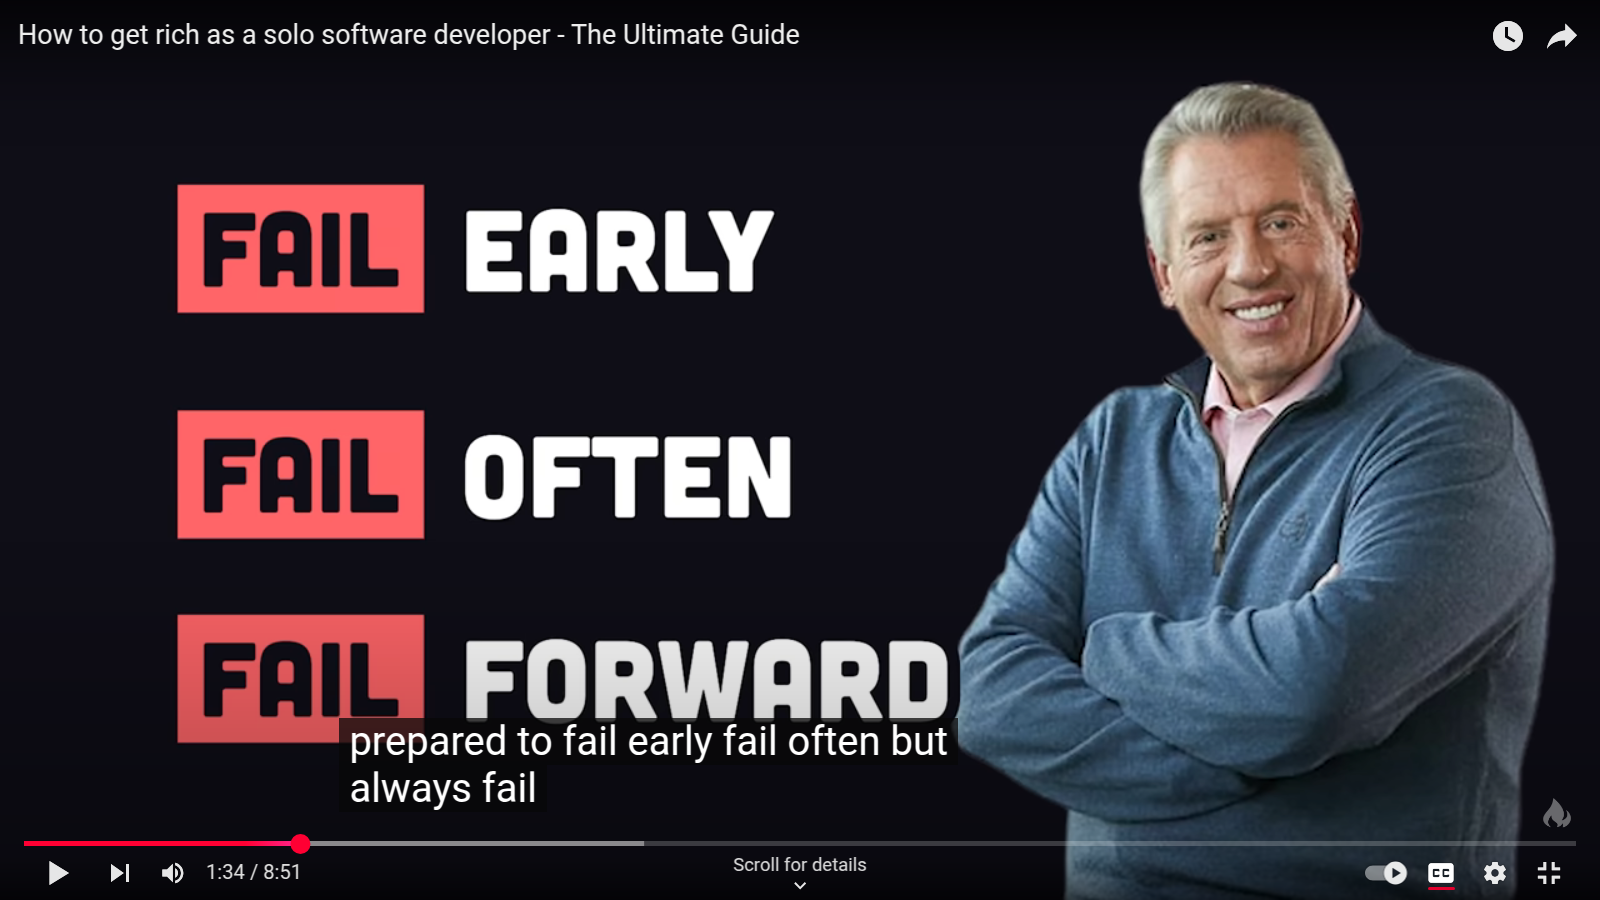 How to get rich as a solo software developer - The Ultimate Guide
FAIL EARLY
FAIL OFTEN
FAIL FORWARD
prepared to fail early fail often but
always fail
1:34 / 8:51
Scroll for details
CC